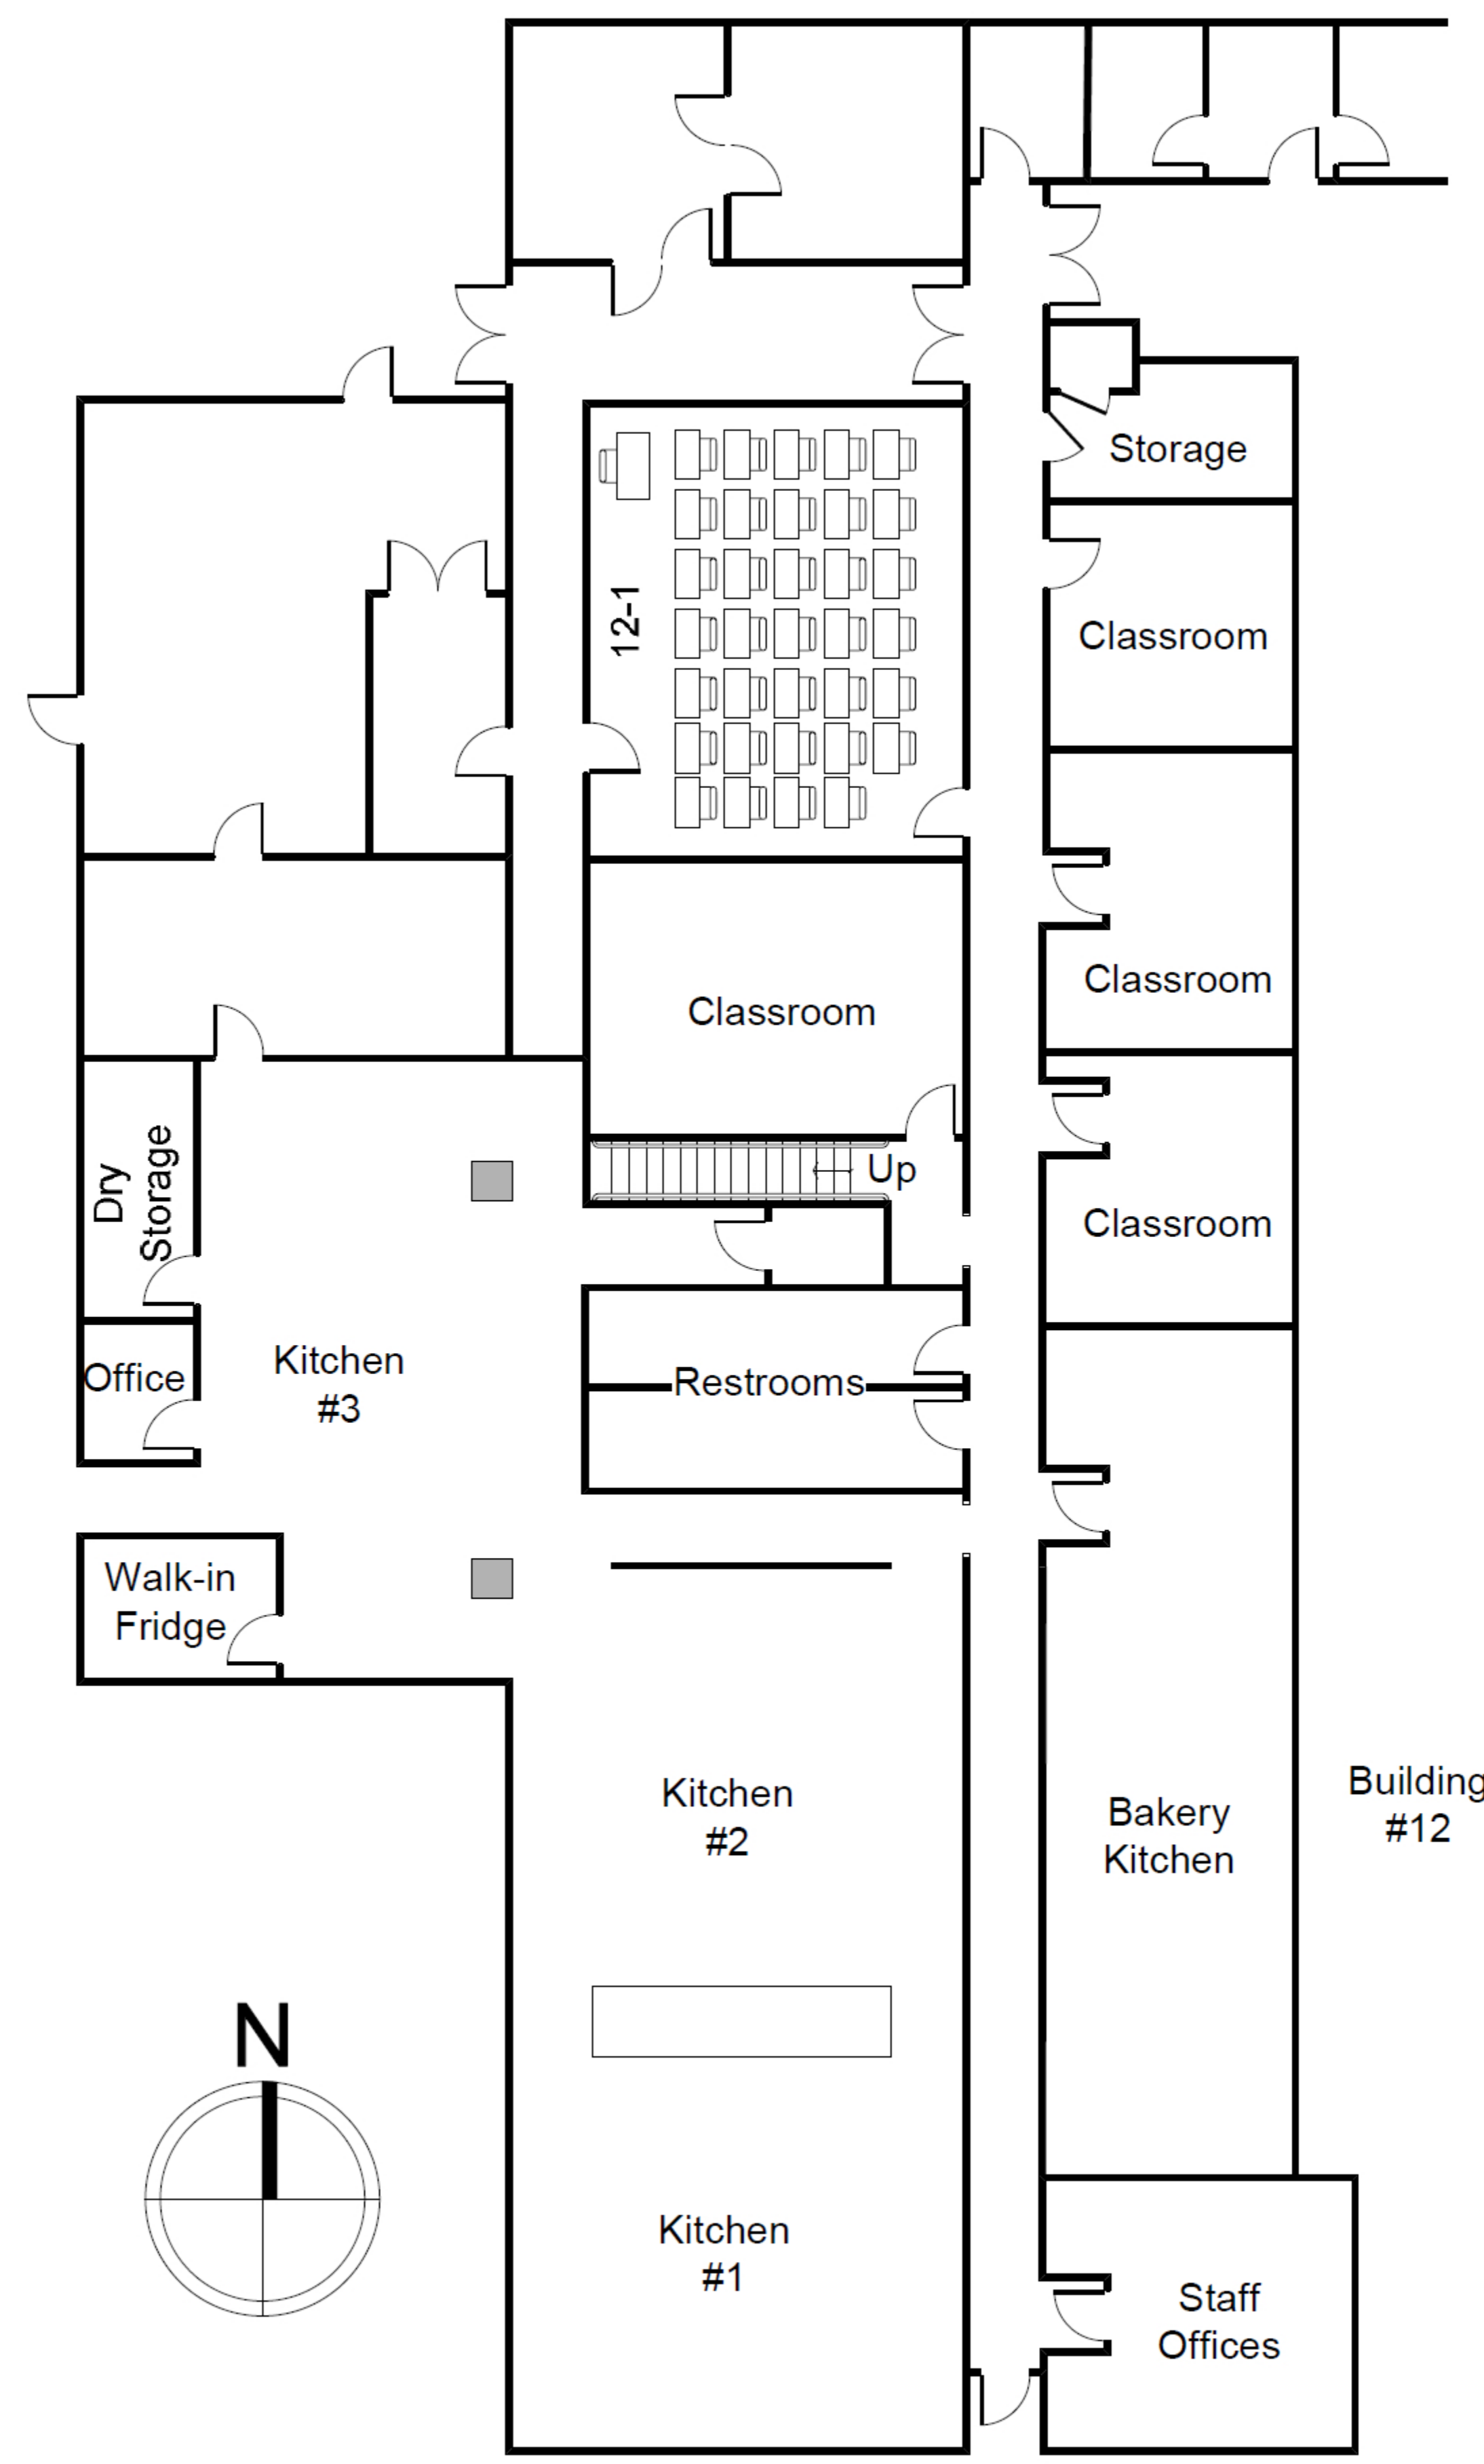 Storage
12-1
Classroom
Classroom
Classroom
Up
Dry
Storage
Classroom
Office
Kitchen
#3
Restrooms
Walk-in
Fridge
Kitchen
#2
Bakery
Kitchen
Building
#12
N
Kitchen
#1
Staff
Offices